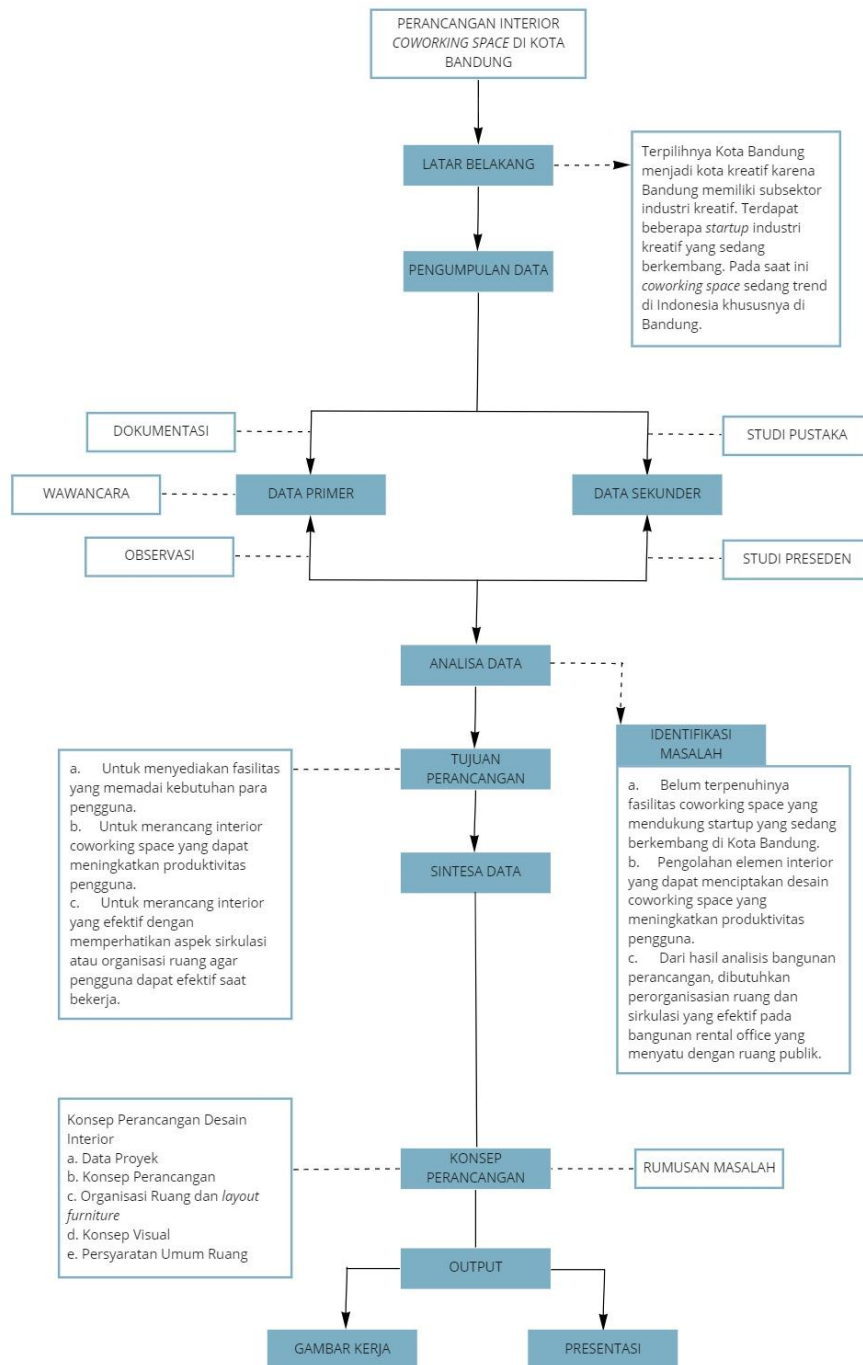 PERANCANGAN INTERIOR
COWORKING SPACE DI KOTA
BANDUNG
LATAR BELAKANG
Terpilihnya Kota Bandung
menjadi kota kreatif karena
Bandung memiliki subsektor
industri kreatif. Terdapat
beberapa startup industri
kreatif yang sedang
berkembang. Pada saat ini
coworking space sedang trend
di Indonesia khususnya di
Bandung.
PENGUMPULAN DATA
DOKUMENTASI
STUDI PUSTAKA
WAWANCARA
DATA PRIMER
DATA SEKUNDER
OBSERVASI
STUDI PRESEDEN
ANALISA DATA
IDENTIFIKASI
MASALAH
TUJUAN
PERANCANGAN
a. Untuk menyediakan fasilitas
yang memadai kebutuhan para
pengguna.
b. Untuk merancang interior
coworking space yang dapat
meningkatkan produktivitas
pengguna.
c. Untuk merancang interior
yang efektif dengan
memperhatikan aspek sirkulasi
atau organisasi ruang agar
pengguna dapat efektif saat
bekerja.
a. Belum terpenuhinya
fasilitas coworking space yang
mendukung startup yang sedang
berkembang di Kota Bandung.
b. Pengolahan elemen interior
yang dapat menciptakan desain
coworking space yang
meningkatkan produktivitas
pengguna.
c. Dari hasil analisis bangunan
perancangan, dibutuhkan
perorganisasian ruang dan
sirkulasi yang efektif pada
bangunan rental office yang
menyatu dengan ruang publik.
SINTESA DATA
Konsep Perancangan Desain
Interior
a. Data Proyek
b. Konsep Perancangan
c. Organisasi Ruang dan layout
furniture
d. Konsep Visual
e. Persyaratan Umum Ruang
KONSEP
PERANCANGAN
RUMUSAN MASALAH
OUTPUT
GAMBAR KERJA
PRESENTASI